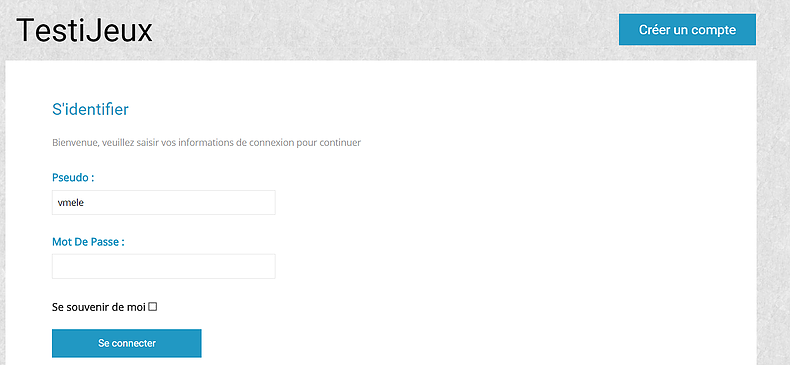 TestiJeux
Créer un compte
S'identifier
Bienvenue, veuillez saisir vos informations de connexion pour continuer
Pseudo :
vmele
Mot De Passe :
Se souvenir de moi
Se connecter